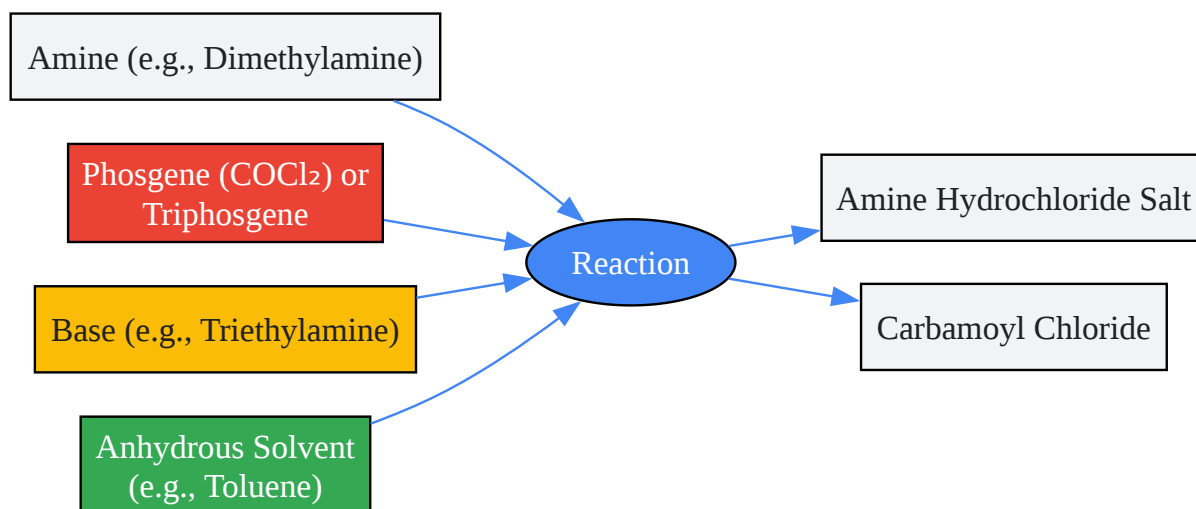 Amine (e.g., Dimethylamine)
Phosgene (COCl₂) or
Triphosgene
Base (e.g., Triethylamine)
Anhydrous Solvent
(e.g., Toluene)
Reaction
Amine Hydrochloride Salt
Carbamoyl Chloride